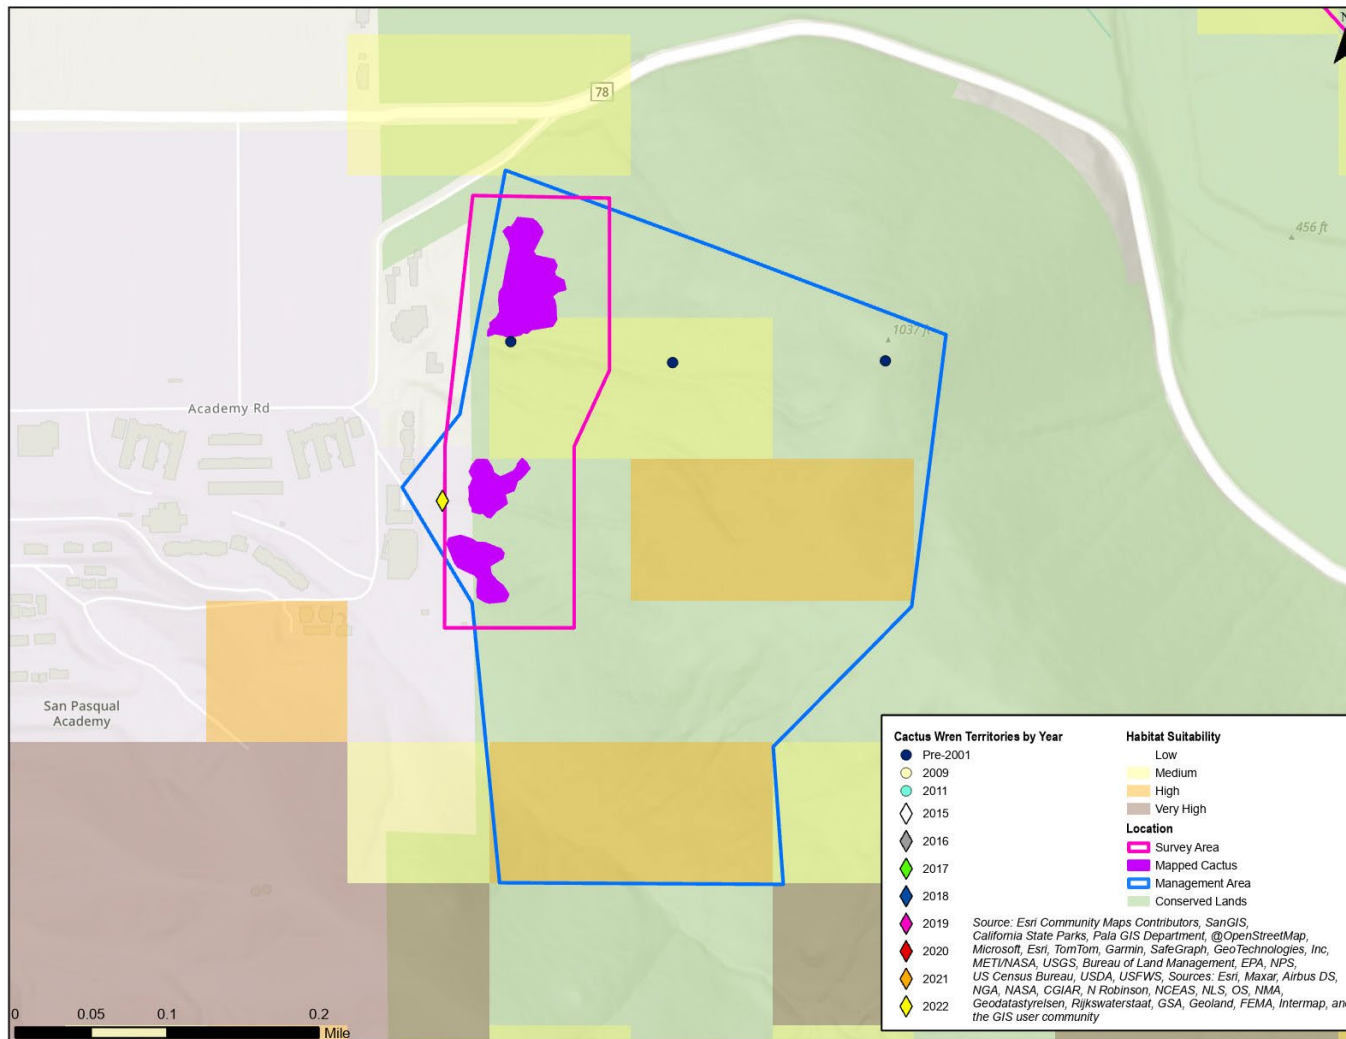 N
78
456 ft
1037 ft
Academy Rd
San Pasqual
Academy
Cactus Wren Territories by Year
Pre-2001
2009
2011
2015
2016
2017
2018
2019
2020
2021
2022
Habitat Suitability
Low
Medium
High
Very High
Location
Survey Area
Mapped Cactus
Management Area
Conserved Lands
Source: Esri Community Maps Contributors, SanGIS,
California State Parks, Pala GIS Department, @OpenStreetMap,
Microsoft, Esri, TomTom, Garmin, SafeGraph, GeoTechnologies, Inc,
METI/NASA, USGS, Bureau of Land Management, EPA, NPS,
US Census Bureau, USDA, USFWS, Sources: Esri, Maxar, Airbus DS,
NGA, NASA, CGIAR, N Robinson, NCEAS, NLS, OS, NMA,
Geodatastyrelsen, Rijkswaterstaat, GSA, Geoland, FEMA, Intermap, and
the GIS user community
0 0.05 0.1 0.2
Mile